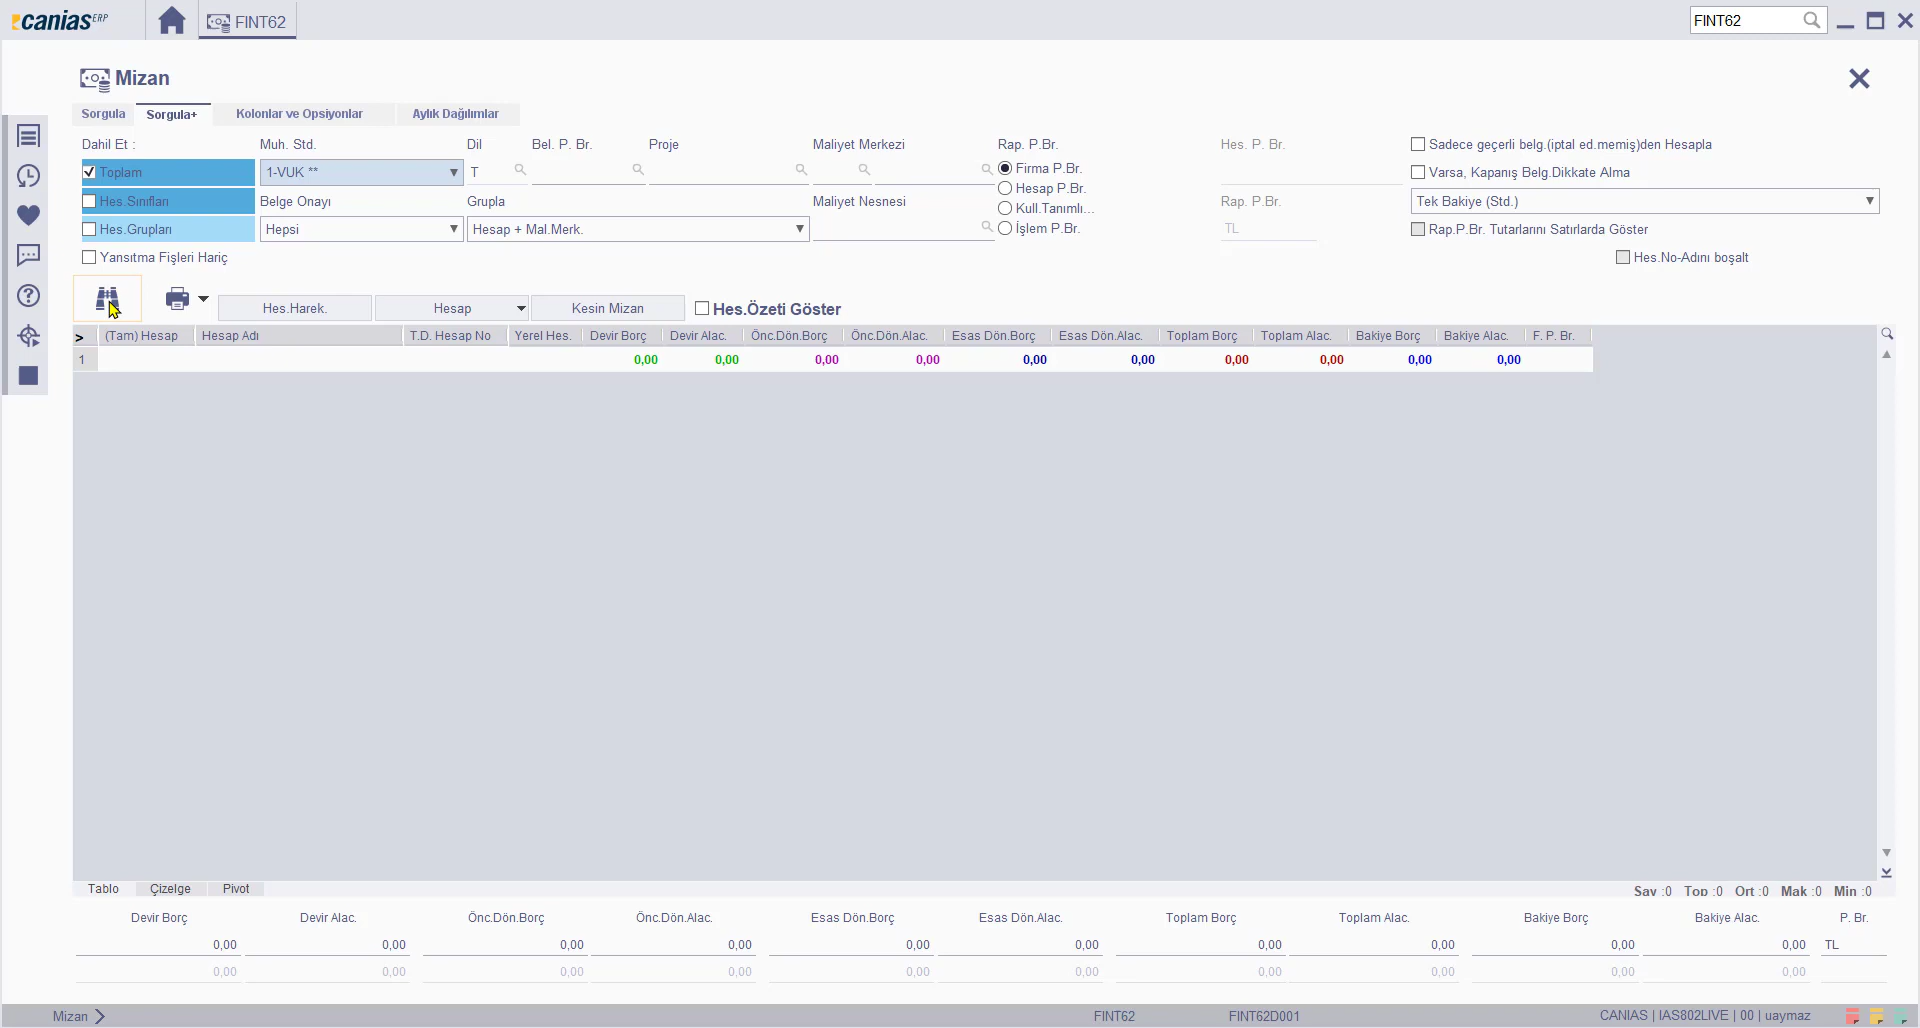 canias ERP
FINT62
FINT62
Mizan
Sorgula Sorgula+ Kolonlar ve Opsiyonlar Aylık Dağılımlar
Dahil Et : Muh. Std. Dil Bel. P. Br. Proje Maliyet Merkezi Rap. P.Br. Hes. P. Br. Sadece geçerli belg.(iptal ed.memiş)den Hesapla
Toplam 1-VUK ** T Firma P.Br. Varsa, Kapanış Belg.Dikkate Alma
Hesap P.Br.
Hes.Sınıfları Belge Onayı Grupla Maliyet Nesnesi Kull.Tanımlı... Rap. P.Br. Tek Bakiye (Std.)
Hes.Grupları Hepsi Hesap + Mal.Merk. İşlem P.Br. TL Rap.P.Br. Tutarlarını Satırlarda Göster
Yansıtma Fişleri Hariç Hes.No-Adını boşalt
Hes.Harek. Hesap Kesin Mizan Hes.Özeti Göster
> (Tam) Hesap Hesap Adı T.D. Hesap No Yerel Hes. Devir Borç Devir Alac. Önc.Dön.Borç Önc.Dön.Alac. Esas Dön.Borç Esas Dön.Alac. Toplam Borç Toplam Alac. Bakiye Borç Bakiye Alac. F. P. Br.
1 0,00 0,00 0,00 0,00 0,00 0,00 0,00 0,00 0,00 0,00
Tablo Çizelge Pivot Say :0 Top :0 Ort :0 Mak :0 Min :0
Devir Borç Devir Alac. Önc.Dön.Borç Önc.Dön.Alac. Esas Dön.Borç Esas Dön.Alac. Toplam Borç Toplam Alac. Bakiye Borç Bakiye Alac. P. Br.
0,00 0,00 0,00 0,00 0,00 0,00 0,00 0,00 0,00 0,00 TL
0,00 0,00 0,00 0,00 0,00 0,00 0,00 0,00 0,00 0,00
Mizan FINT62 FINT62D001 CANIAS | IAS802LIVE | 00 | uaymaz